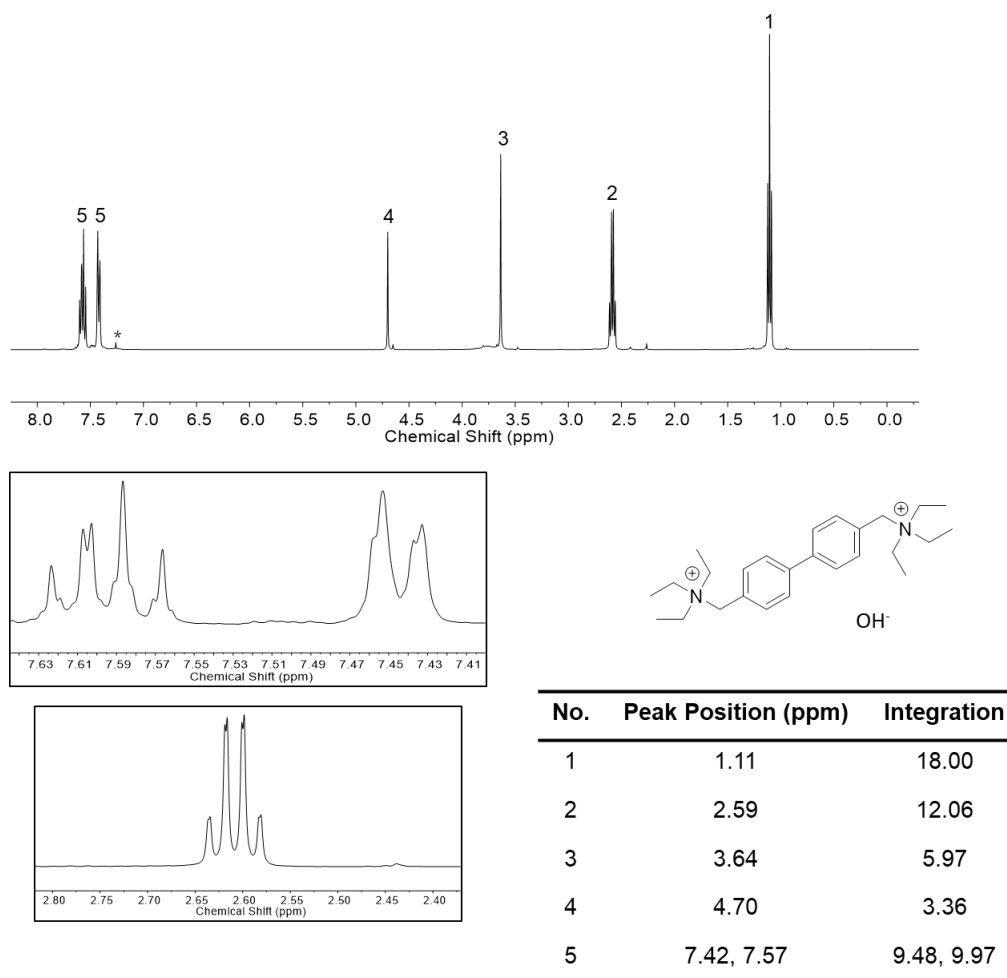 1
3
2
5 5
4
*
8.0 7.5 7.0 6.5 6.0 5.5 5.0 4.5 4.0 3.5 3.0 2.5 2.0 1.5 1.0 0.5 0.0
Chemical Shift (ppm)
7.63 7.61 7.59 7.57 7.55 7.53 7.51 7.49 7.47 7.45 7.43 7.41
Chemical Shift (ppm)
2.80 2.75 2.70 2.65 2.60 2.55 2.50 2.45 2.40
Chemical Shift (ppm)
⊕
N
⊕
N
OH⁻
No. Peak Position (ppm) Integration
1 1.11 18.00
2 2.59 12.06
3 3.64 5.97
4 4.70 3.36
5 7.42, 7.57 9.48, 9.97